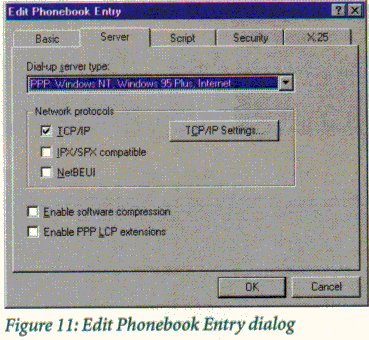 Edit Phonebook Entry
Basic Server Script Security X.25
Dial-up server type:
PPP: Windows NT, Windows 95 Plus, Internet
Network protocols
TCP/IP TCP/IP Settings...
IPX/SPX compatible
NetBEUI
Enable software compression
Enable PPP LCP extensions
OK Cancel
Figure 11: Edit Phonebook Entry dialog